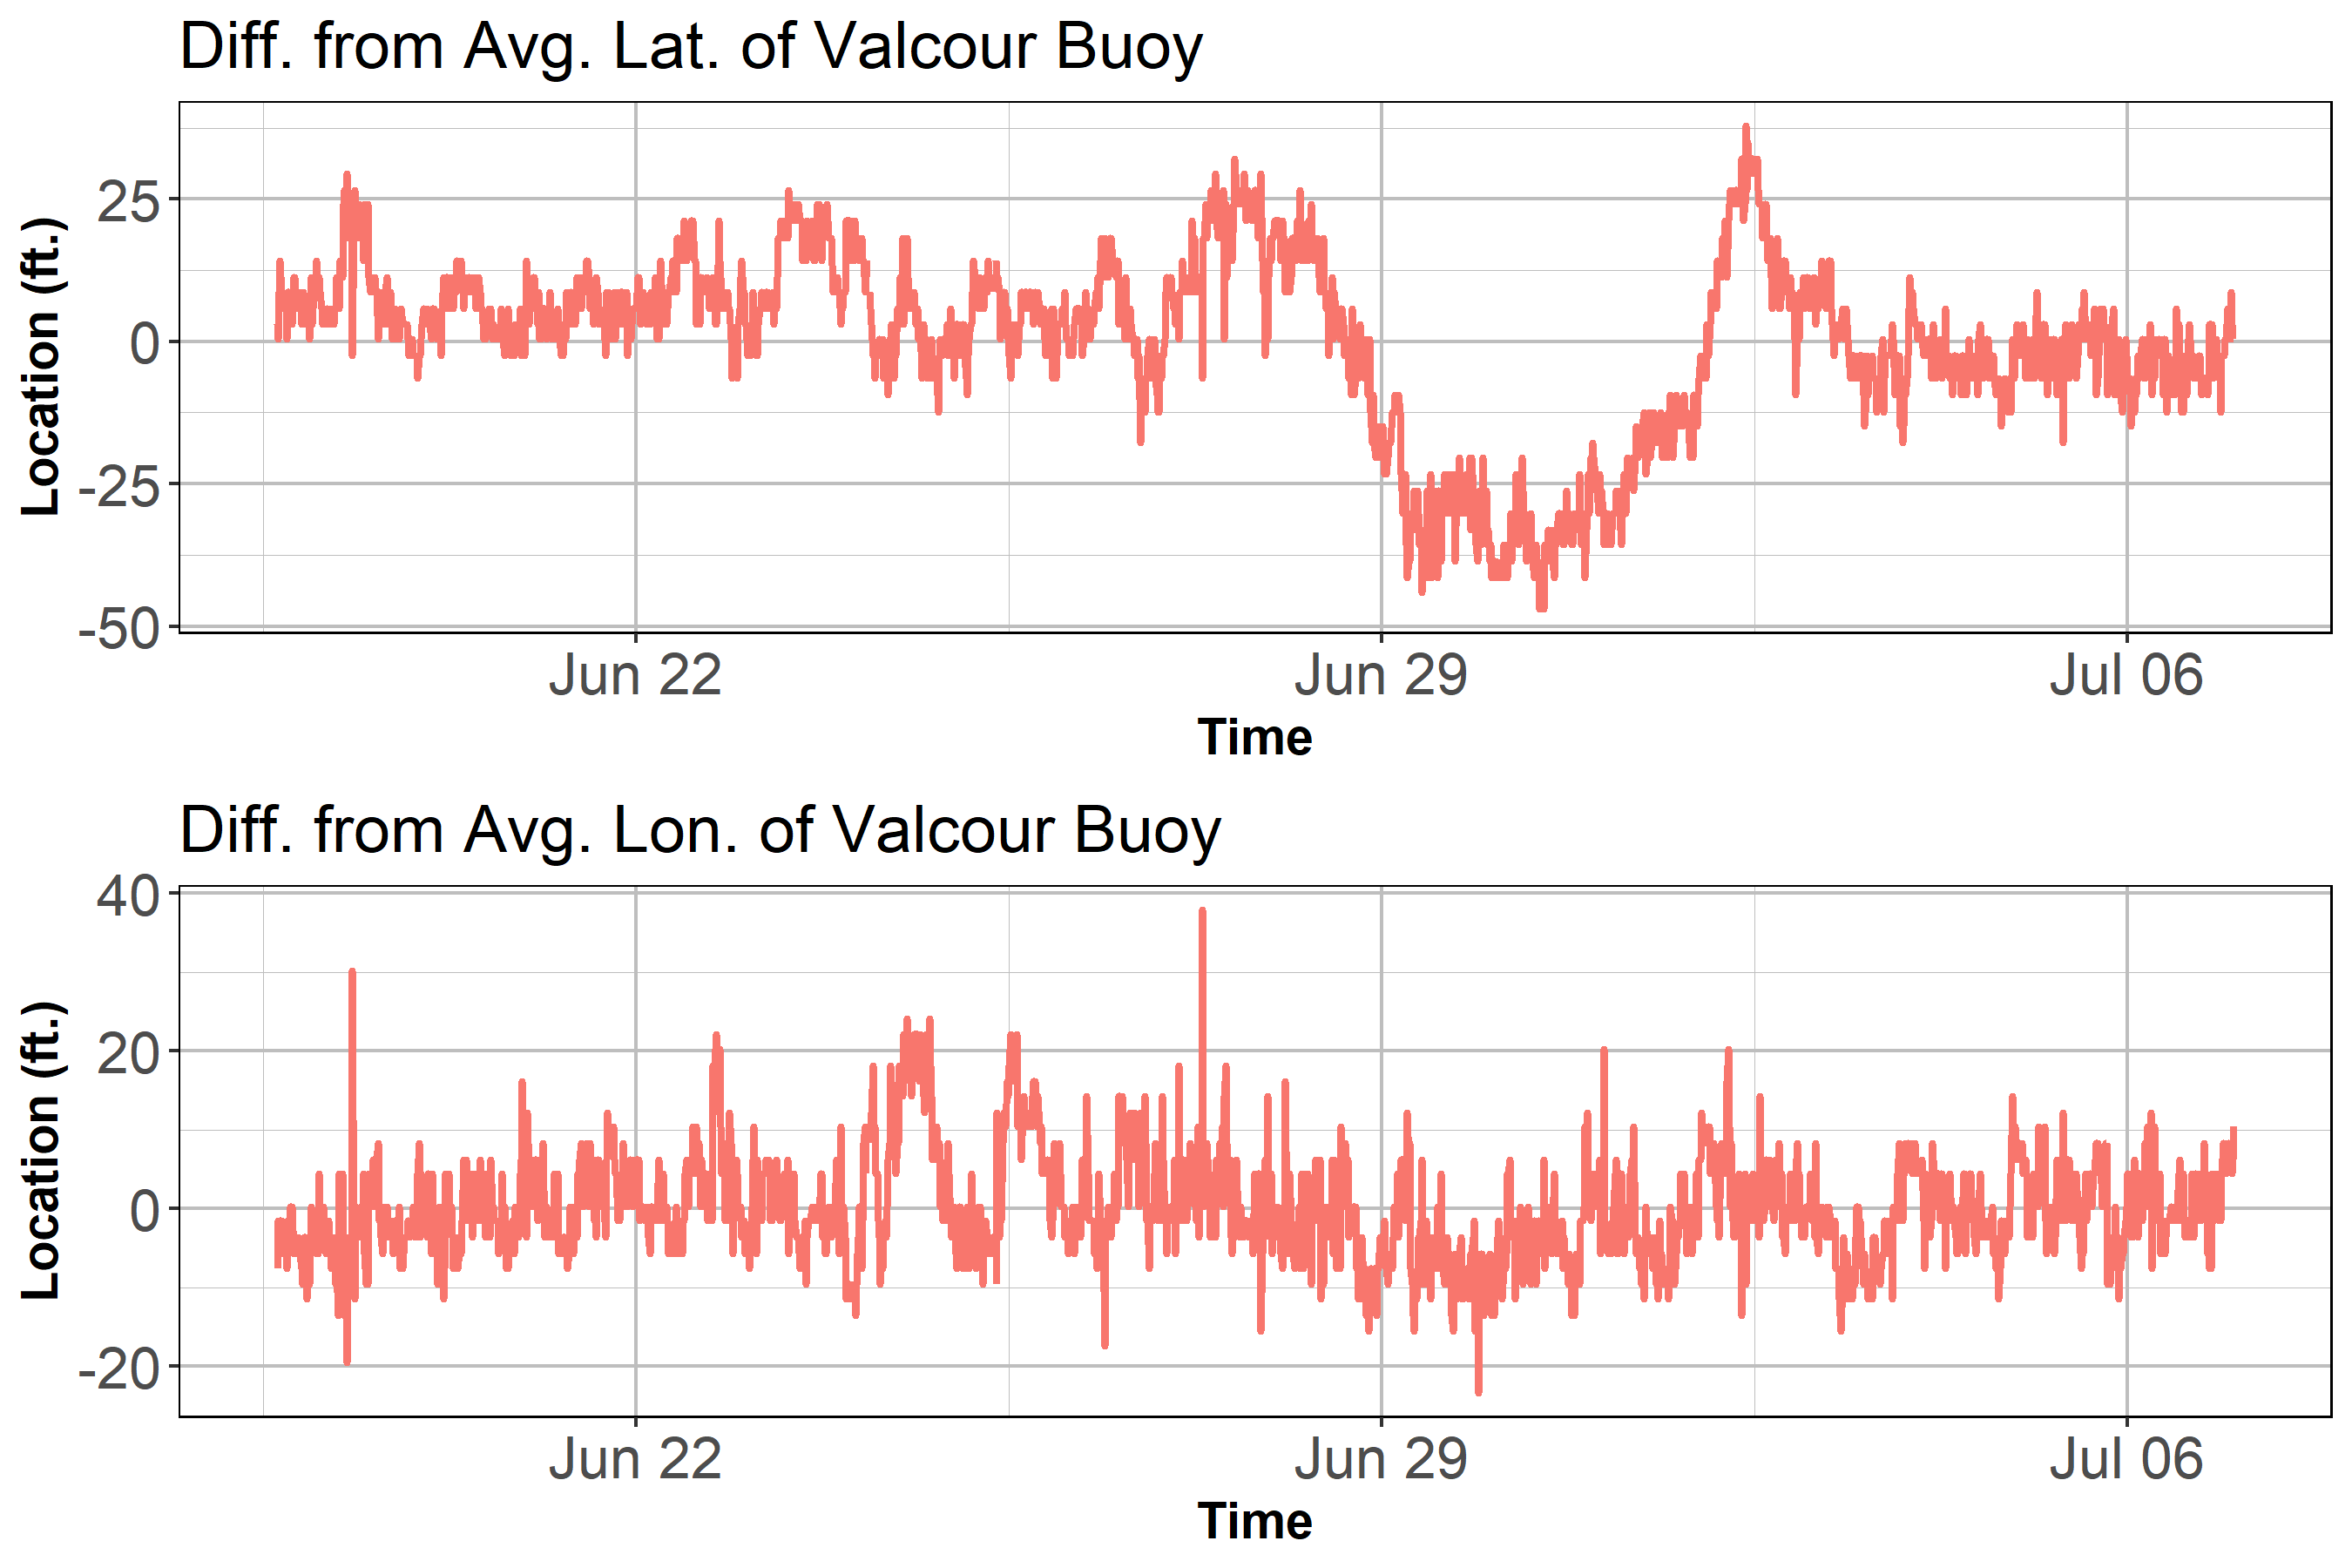 Diff. from Avg. Lat. of Valcour Buoy
Location (ft.)
25
0
-25
-50
Jun 22
Jun 29
Jul 06
Time
Diff. from Avg. Lon. of Valcour Buoy
Location (ft.)
40
20
0
-20
Jun 22
Jun 29
Jul 06
Time